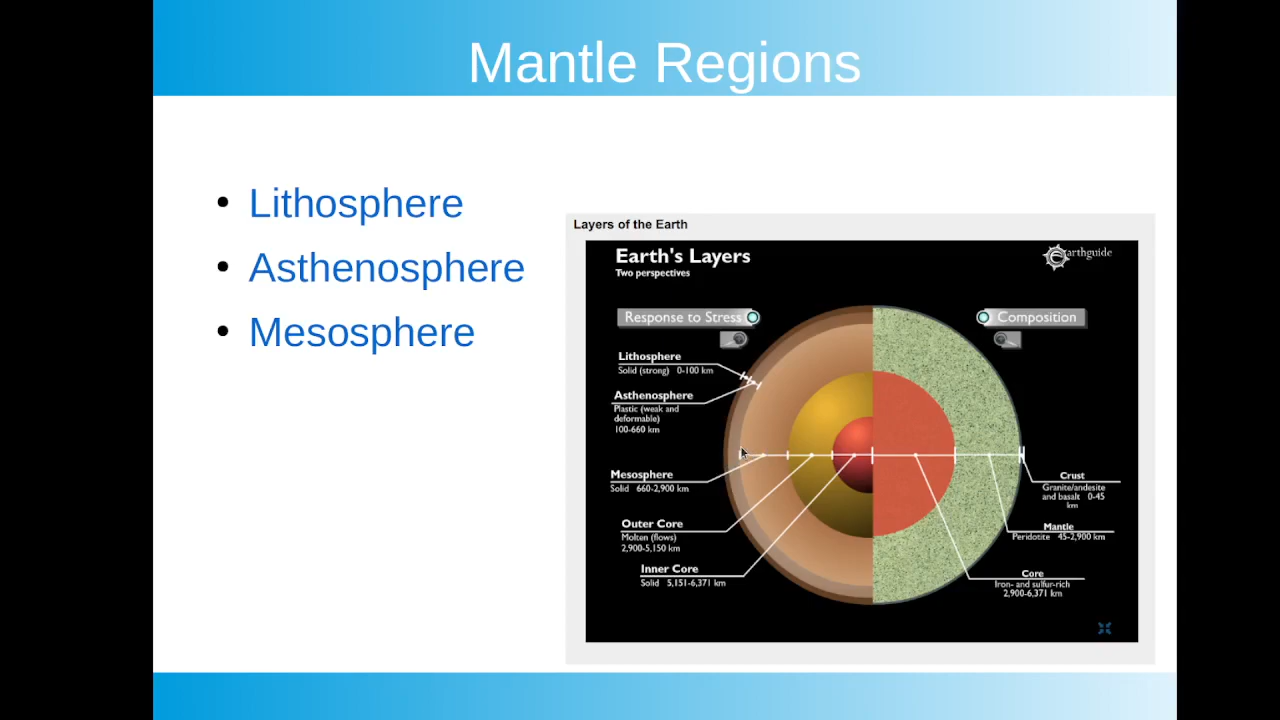 Mantle Regions
• Lithosphere
• Asthenosphere
• Mesosphere
Layers of the Earth
Earth's Layers
Two perspectives
earthguide
Response to Stress
Composition
Lithosphere
Solid (strong) 0-100 km
Asthenosphere
Plastic (weak and
deformable)
100-660 km
Mesosphere
Solid 660-2,900 km
Outer Core
Molten (flows)
2,900-5,150 km
Inner Core
Solid 5,151-6,371 km
Crust
Granite/andesite
and basalt 0-45
km
Mantle
Peridotite 45-2,900 km
Core
Iron- and sulfur-rich
2,900-6,371 km